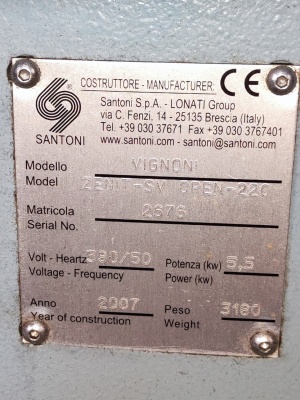 COSTRUTTORE - MANUFACTURER: CE
Santoni S.p.A. - LONATI Group
via C. Fenzi, 14 - 25135 Brescia (Italy)
Tel. +39 030 37671 Fax +39 030 3767401
www.santoni.com - santoni@santoni.com
SANTONI
Modello VIGNONI
Model OPEN-220
Matricola 2676
Serial No.
Volt - Heartz 380/50 Potenza (kw) 5,5
Voltage - Frequency Power (kw)
Anno 2007 Peso 3180
Year of construction Weight